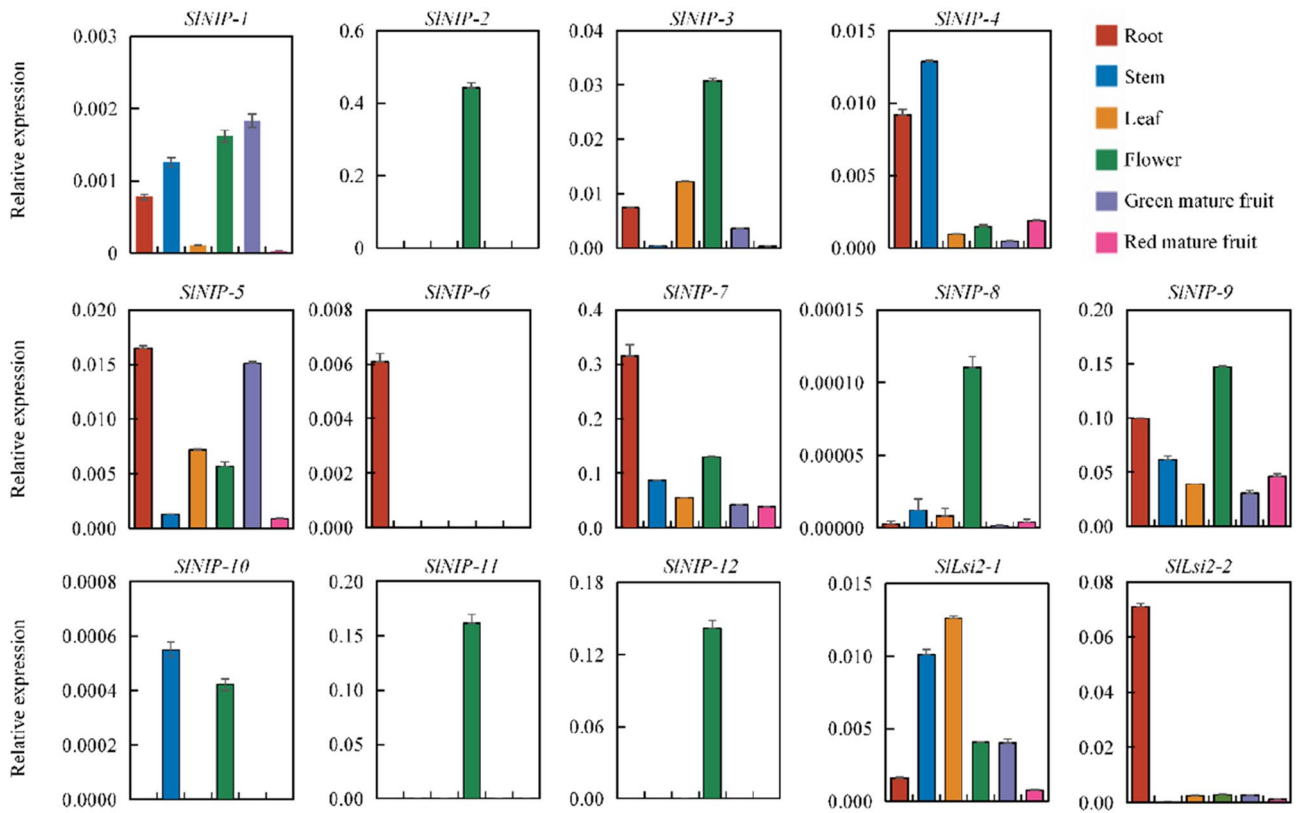 SlNIP-1
SlNIP-2
SlNIP-3
SlNIP-4
Relative expression
0.003
0.002
0.001
0
0.6
0.4
0.2
0
0.04
0.03
0.02
0.01
0.00
0.015
0.010
0.005
0.000
Root
Stem
Leaf
Flower
Green mature fruit
Red mature fruit
SlNIP-5
SlNIP-6
SlNIP-7
SlNIP-8
SlNIP-9
Relative expression
0.020
0.015
0.010
0.005
0.000
0.008
0.006
0.004
0.002
0.000
0.4
0.3
0.2
0.1
0.0
0.00015
0.00010
0.00005
0.00000
0.20
0.15
0.10
0.05
0.00
SlNIP-10
SlNIP-11
SlNIP-12
SlLsi2-1
SlLsi2-2
Relative expression
0.0008
0.0006
0.0004
0.0002
0.0000
0.20
0.15
0.10
0.05
0.00
0.18
0.12
0.06
0.00
0.015
0.010
0.005
0.000
0.08
0.06
0.04
0.02
0.00